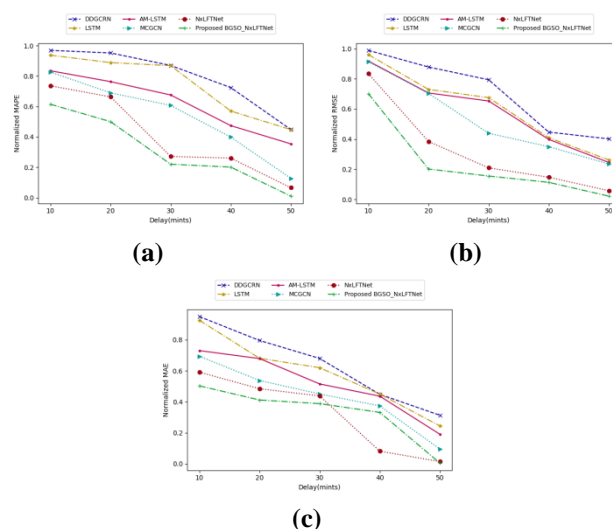 DDGCRN AM-LSTM NxLFTNet
LSTM MCGCN Proposed BGSO_NxLFTNet
1.0
0.8
0.6
0.4
0.2
0.0
Normalized MAPE
10 20 30 40 50
Delay(mints)
(a)
DDGCRN AM-LSTM NxLFTNet
LSTM MCGCN Proposed BGSO_NxLFTNet
1.0
0.8
0.6
0.4
0.2
0.0
Normalized RMSE
10 20 30 40 50
Delay(mints)
(b)
DDGCRN AM-LSTM NxLFTNet
LSTM MCGCN Proposed BGSO_NxLFTNet
0.8
0.6
0.4
0.2
0.0
Normalized MAE
10 20 30 40 50
Delay(mints)
(c)